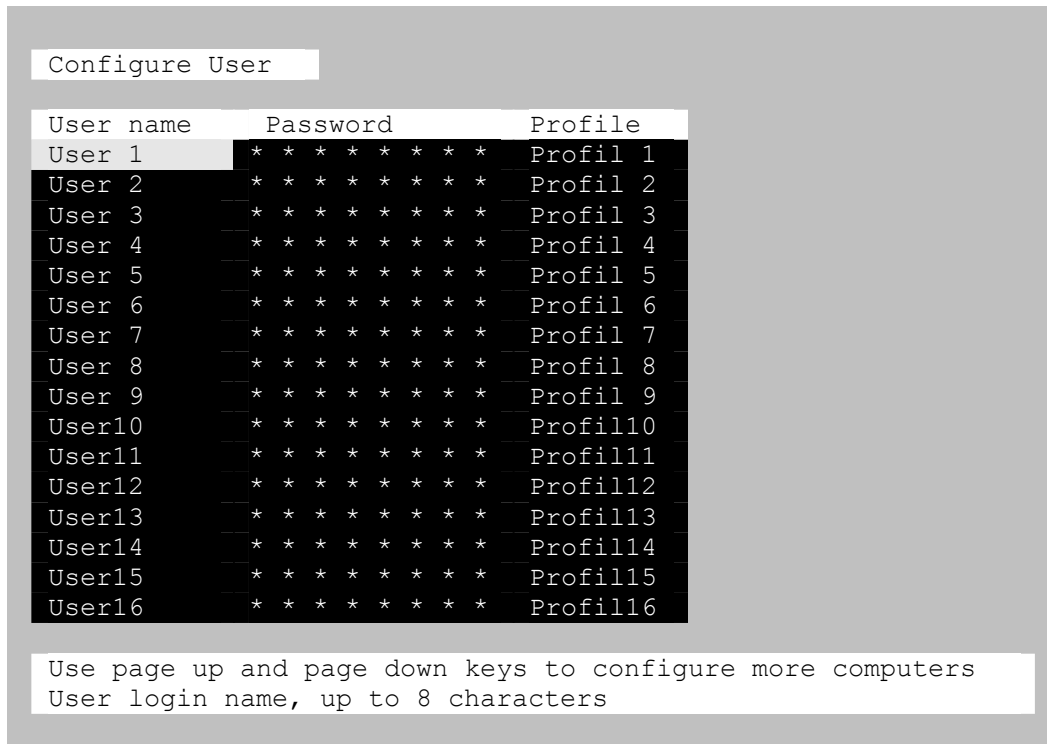 Configure User
User name Password Profile
User 1 * * * * * * * * Profil 1
User 2 * * * * * * * * Profil 2
User 3 * * * * * * * * Profil 3
User 4 * * * * * * * * Profil 4
User 5 * * * * * * * * Profil 5
User 6 * * * * * * * * Profil 6
User 7 * * * * * * * * Profil 7
User 8 * * * * * * * * Profil 8
User 9 * * * * * * * * Profil 9
User10 * * * * * * * * Profil10
User11 * * * * * * * * Profil11
User12 * * * * * * * * Profil12
User13 * * * * * * * * Profil13
User14 * * * * * * * * Profil14
User15 * * * * * * * * Profil15
User16 * * * * * * * * Profil16
Use page up and page down keys to configure more computers
User login name, up to 8 characters